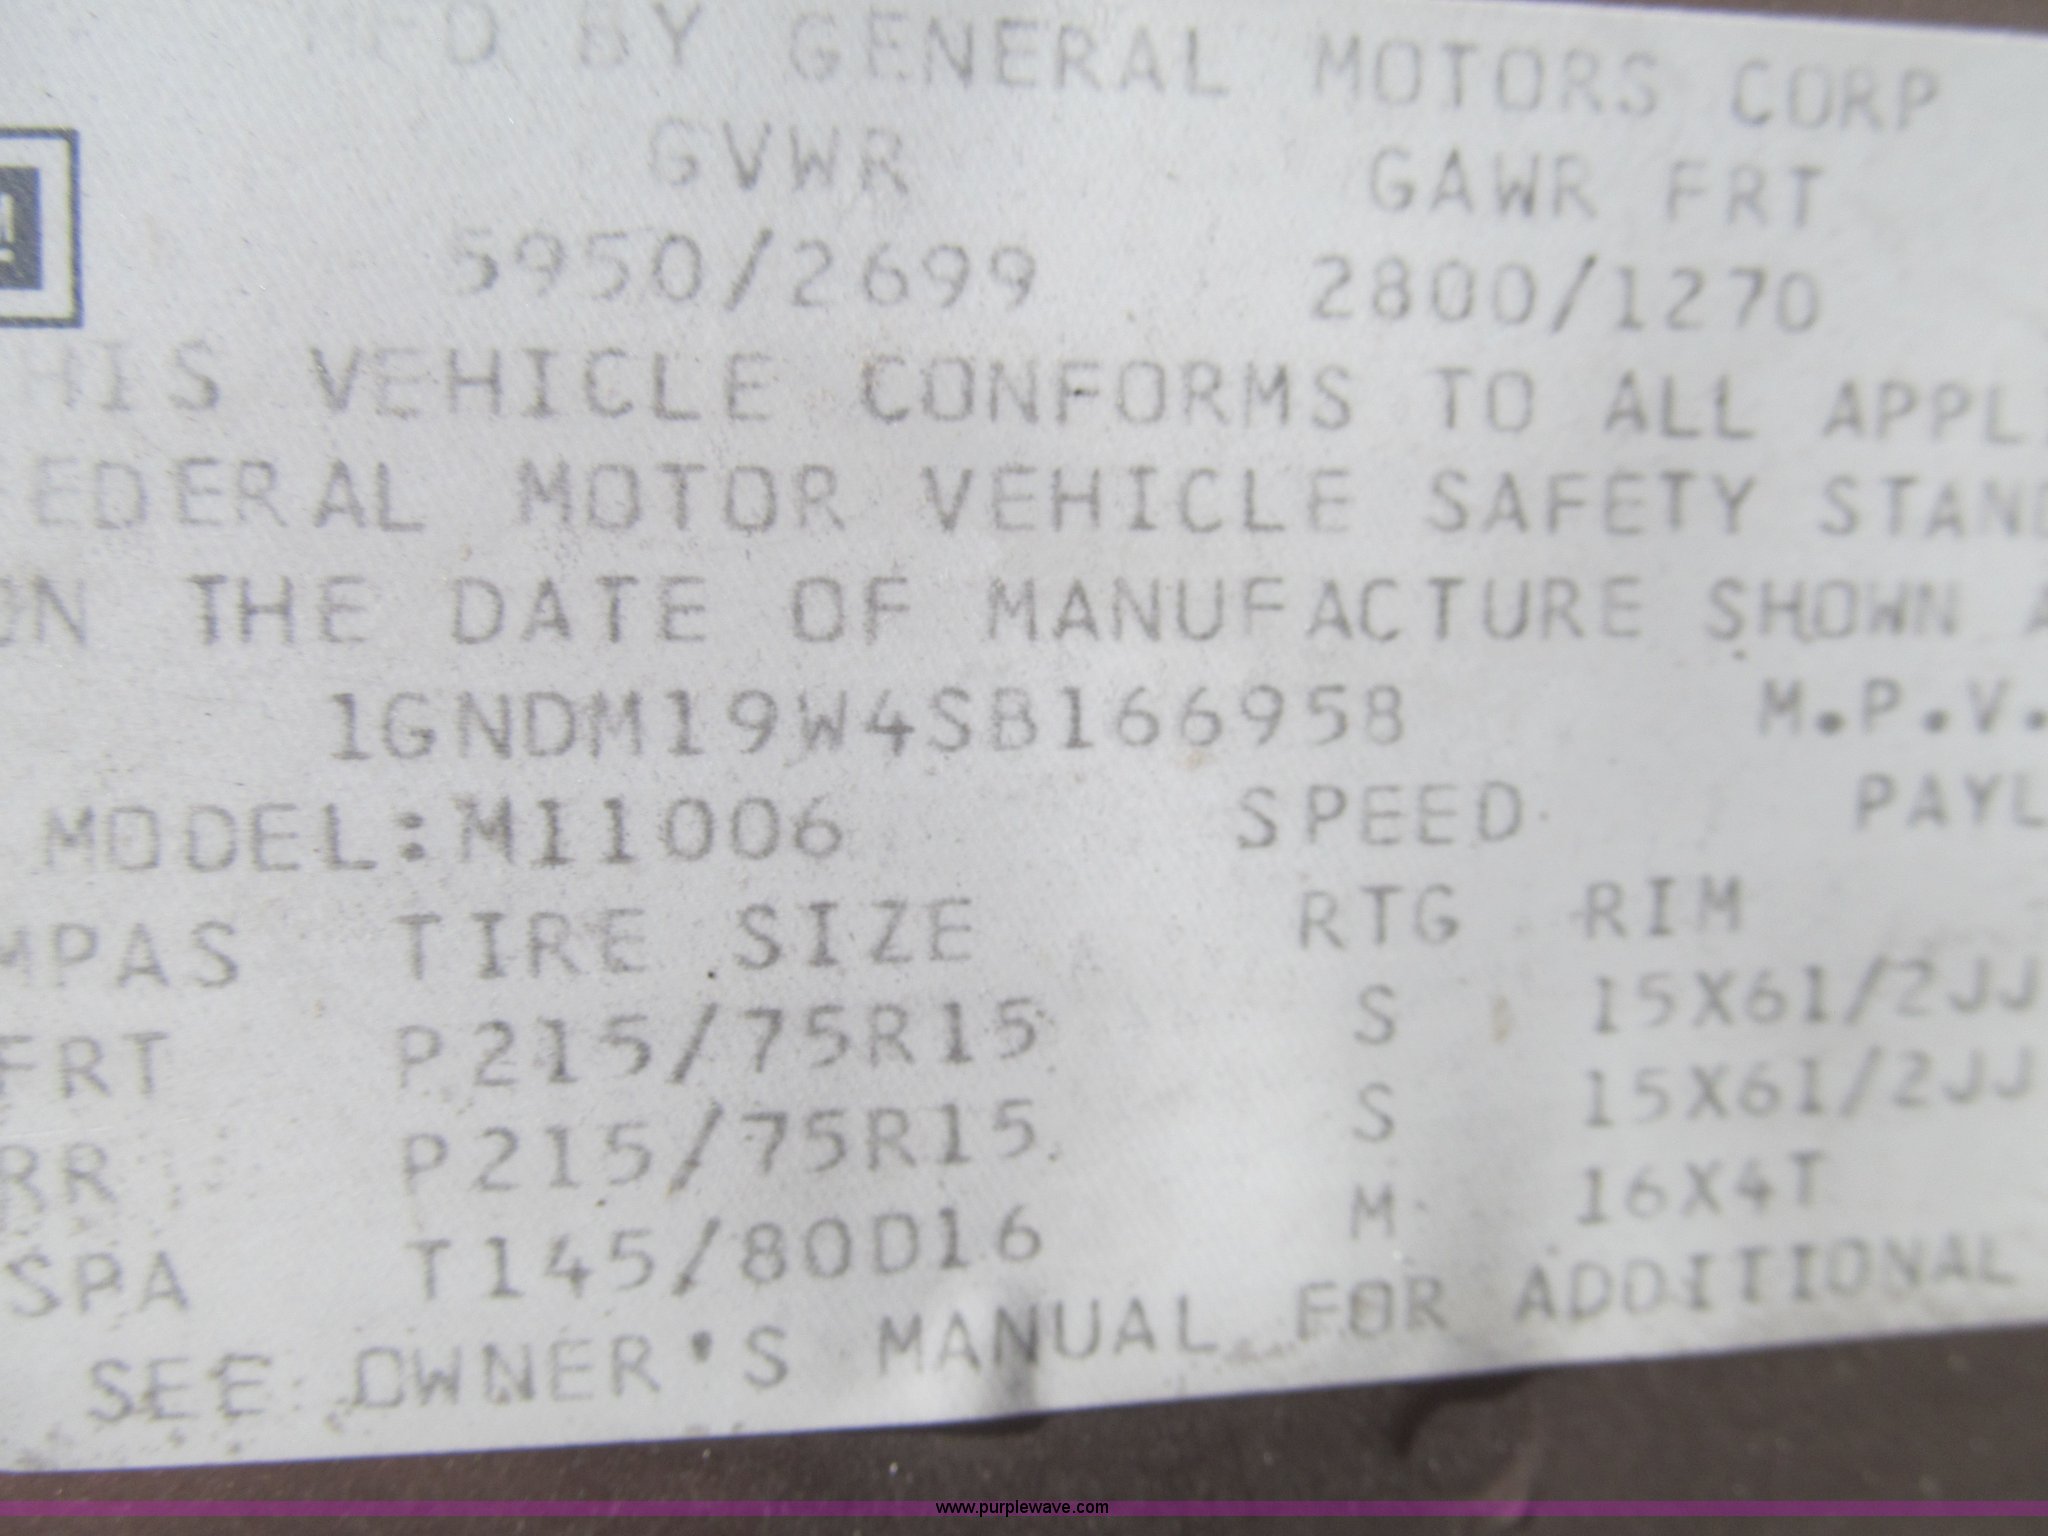 MFD BY GENERAL MOTORS CORP
GVWR GAWR FRT
5950/2699 2800/1270
HIS VEHICLE CONFORMS TO ALL APPL
EDERAL MOTOR VEHICLE SAFETY STAND
ON THE DATE OF MANUFACTURE SHOWN A
1GNDM19W4SB166958 M.P.V.
MODEL:M11006 SPEED PAYL
MPAS TIRE SIZE RTG RIM
FRT P215/75R15 S 15X61/2JJ
RR P215/75R15 S 15X61/2JJ
SPA T145/80D16 M 16X4T
SEE OWNER'S MANUAL FOR ADDITIONAL
www.purplewave.com